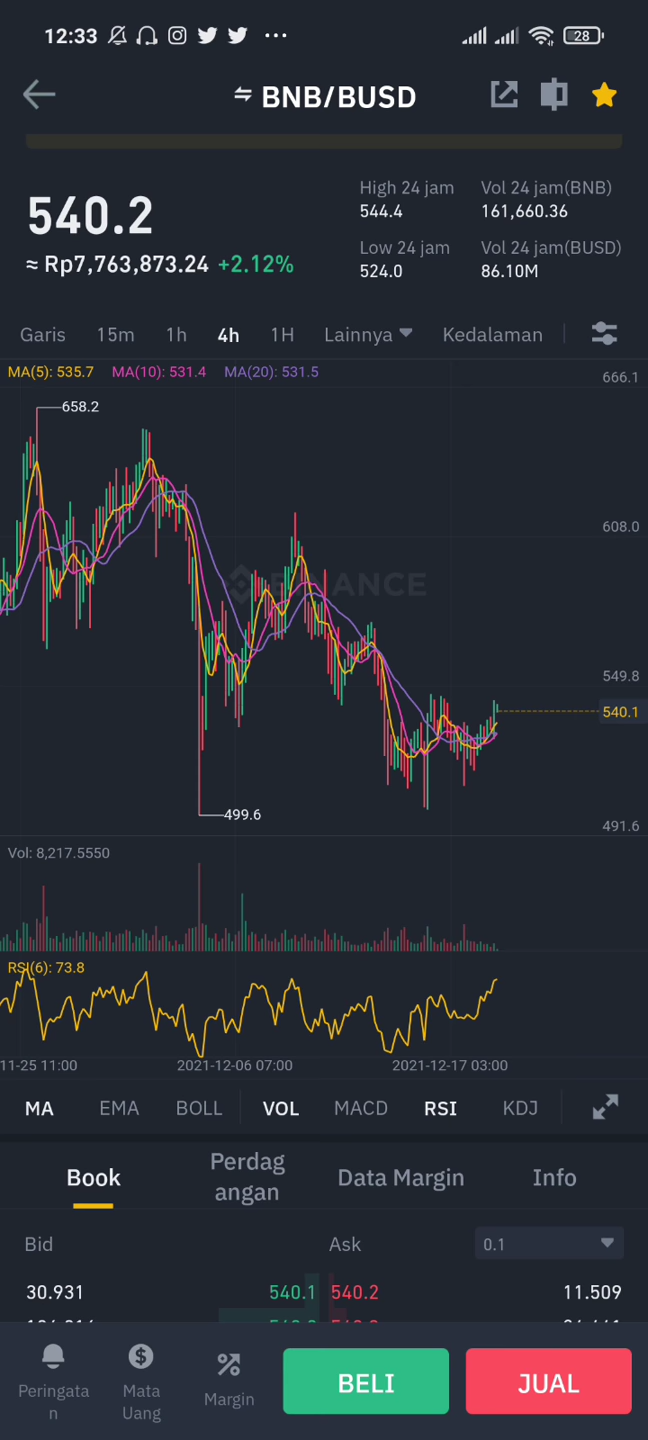 12:33
28
BNB/BUSD
540.2
≈ Rp7,763,873.24 +2.12%
High 24 jam
544.4
Vol 24 jam(BNB)
161,660.36
Low 24 jam
524.0
Vol 24 jam(BUSD)
86.10M
Garis 15m 1h 4h 1H Lainnya Kedalaman
MA(5): 535.7 MA(10): 531.4 MA(20): 531.5
666.1
658.2
608.0
BINANCE
549.8
540.1
499.6
491.6
Vol: 8,217.5550
RSI(6): 73.8
11-25 11:00 2021-12-06 07:00 2021-12-17 03:00
MA EMA BOLL VOL MACD RSI KDJ
Book
Perdag
angan
Data Margin
Info
Bid Ask 0.1
30.931 540.1 540.2 11.509
Peringata
n
Mata
Uang
Margin
BELI
JUAL